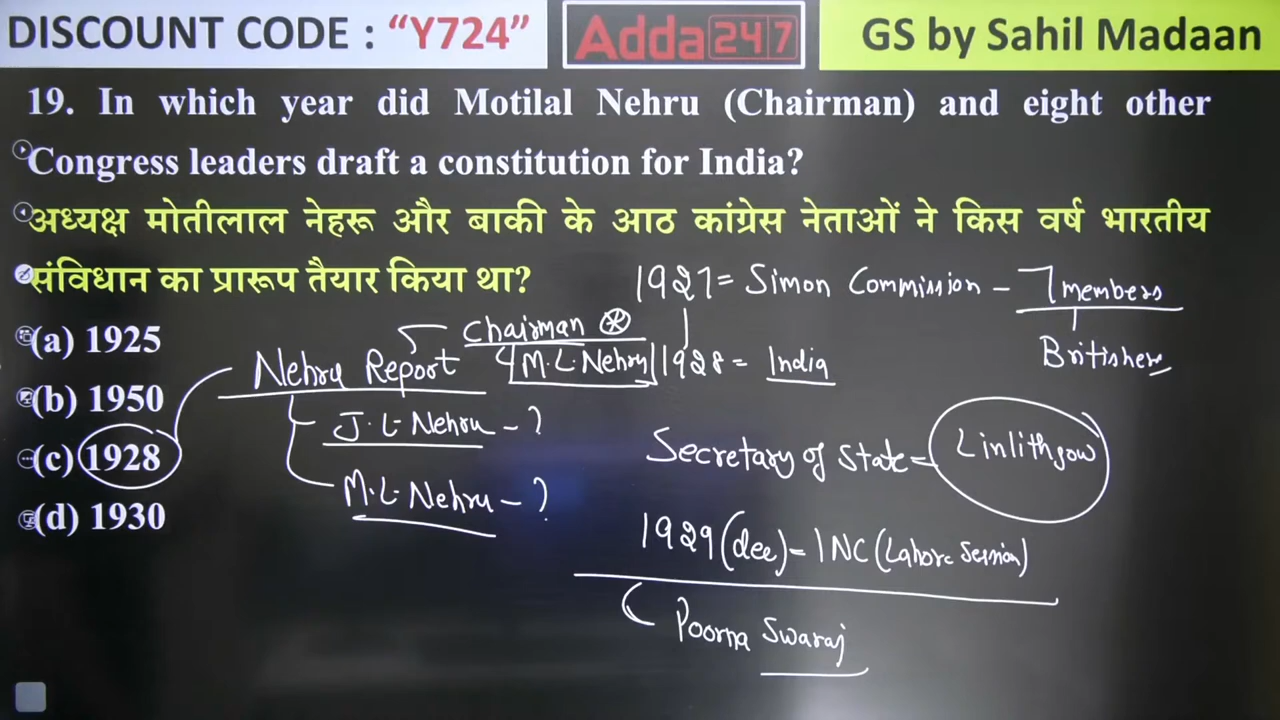 DISCOUNT CODE : “Y724”
Adda247
GS by Sahil Madaan
19. In which year did Motilal Nehru (Chairman) and eight other
Congress leaders draft a constitution for India?
अध्यक्ष मोतीलाल नेहरू और बाकी के आठ कांग्रेस नेताओं ने किस वर्ष भारतीय
संविधान का प्रारूप तैयार किया था?
1927 = Simon Commission - 7 members
Britishers
(a) 1925
Chairman
Nehru Report
M.L. Nehru
1928 = India
(b) 1950
J.L. Nehru - ?
(c) 1928
Secretary of State = Linlithgow
M.L. Nehru - ?
(d) 1930
1929 (dec) = INC (Lahore Session)
Poorna Swaraj